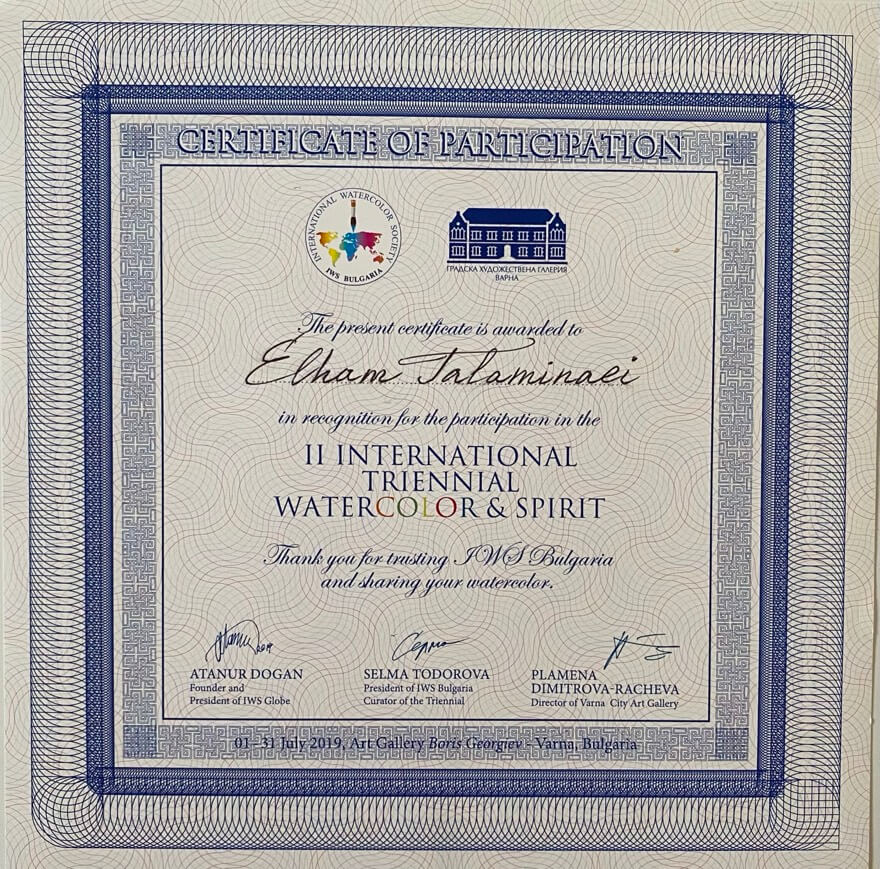 CERTIFICATE OF PARTICIPATION
INTERNATIONAL WATERCOLOR SOCIETY
IWS BULGARIA
ГРАДСКА ХУДОЖЕСТВЕНА ГАЛЕРИЯ
ВАРНА
The present certificate is awarded to
Elham Talaminaei
in recognition for the participation in the
II INTERNATIONAL
TRIENNIAL
WATERCOLOR & SPIRIT
Thank you for trusting IWS Bulgaria
and sharing your watercolor.
ATANUR DOGAN
Founder and
President of IWS Globe
SELMA TODOROVA
President of IWS Bulgaria
Curator of the Triennial
PLAMENA
DIMITROVA-RACHEVA
Director of Varna City Art Gallery
01 - 31 July 2019, Art Gallery Boris Georgiev - Varna, Bulgaria